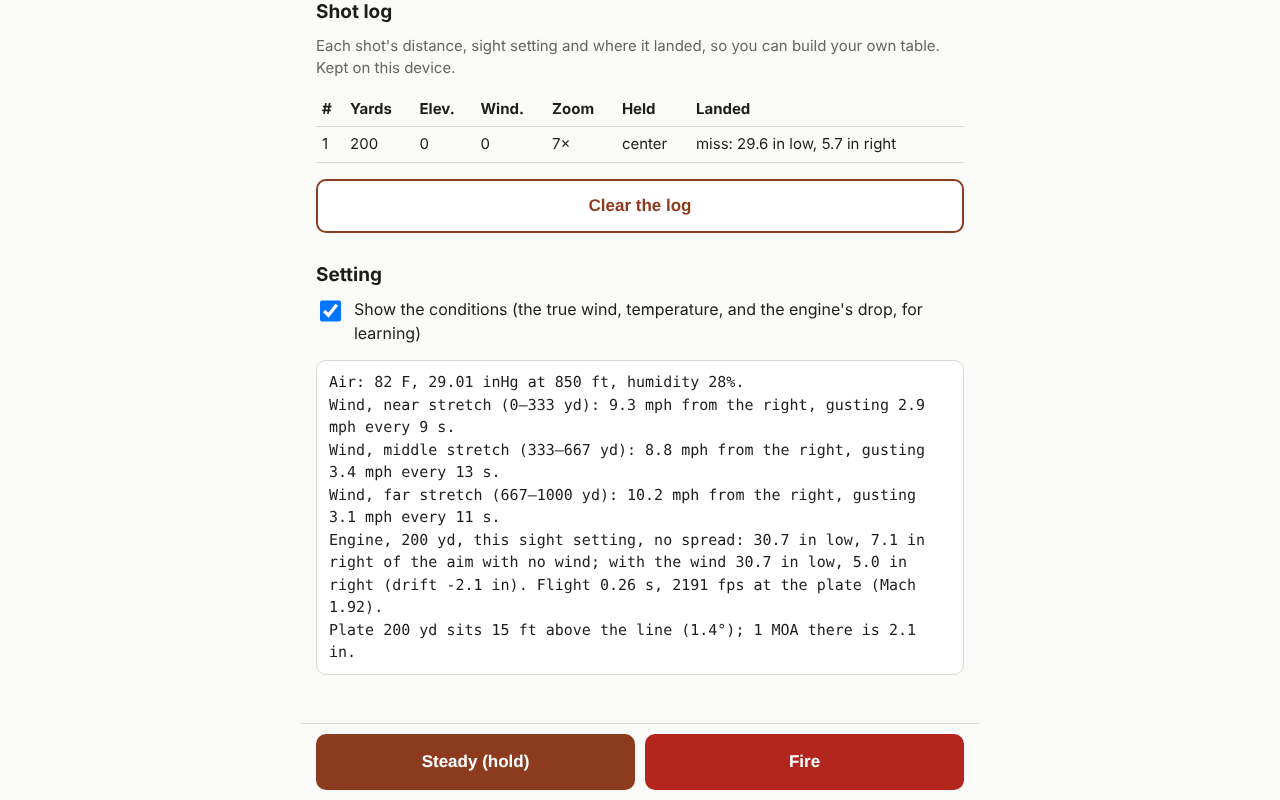 Shot log
Each shot's distance, sight setting and where it landed, so you can build your own table.
Kept on this device.
# Yards Elev. Wind. Zoom Held Landed
1 200 0 0 7× center miss: 29.6 in low, 5.7 in right
Clear the log
Setting
Show the conditions (the true wind, temperature, and the engine's drop, for
learning)
Air: 82 F, 29.01 inHg at 850 ft, humidity 28%.
Wind, near stretch (0–333 yd): 9.3 mph from the right, gusting 2.9
mph every 9 s.
Wind, middle stretch (333–667 yd): 8.8 mph from the right, gusting
3.4 mph every 13 s.
Wind, far stretch (667–1000 yd): 10.2 mph from the right, gusting
3.1 mph every 11 s.
Engine, 200 yd, this sight setting, no spread: 30.7 in low, 7.1 in
right of the aim with no wind; with the wind 30.7 in low, 5.0 in
right (drift -2.1 in). Flight 0.26 s, 2191 fps at the plate (Mach
1.92).
Plate 200 yd sits 15 ft above the line (1.4°); 1 MOA there is 2.1
in.
Steady (hold)
Fire